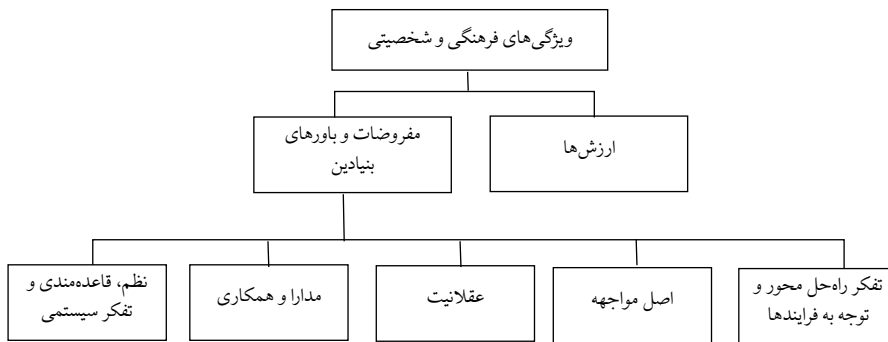 ویژگی‌های فرهنگی و شخصیتی
ارزش‌ها
مفروضات و باورهای
بنیادین
تفکر راه‌حل محور و
توجه به فرایندها
اصل مواجهه
عقلانیت
مدارا و همکاری
نظم، قاعده‌مندی و
تفکر سیستمی